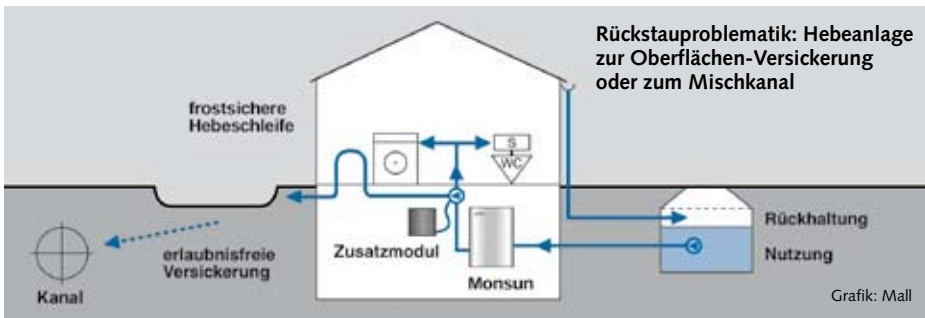 Rückstauproblematik: Hebeanlage
zur Oberflächen-Versickerung
oder zum Mischkanal
frostsichere
Hebeschleife
S
WC
Zusatzmodul
Monsun
Rückhaltung
Nutzung
erlaubnisfreie
Versickerung
Kanal
Grafik: Mall